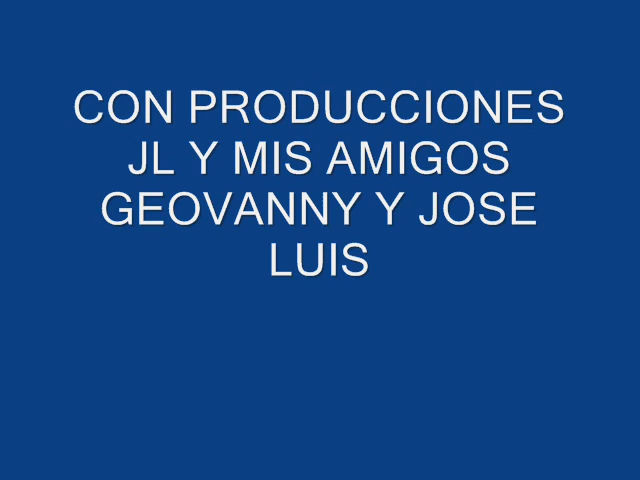 CON PRODUCCIONES
JL Y MIS AMIGOS
GEOVANNY Y JOSE
LUIS